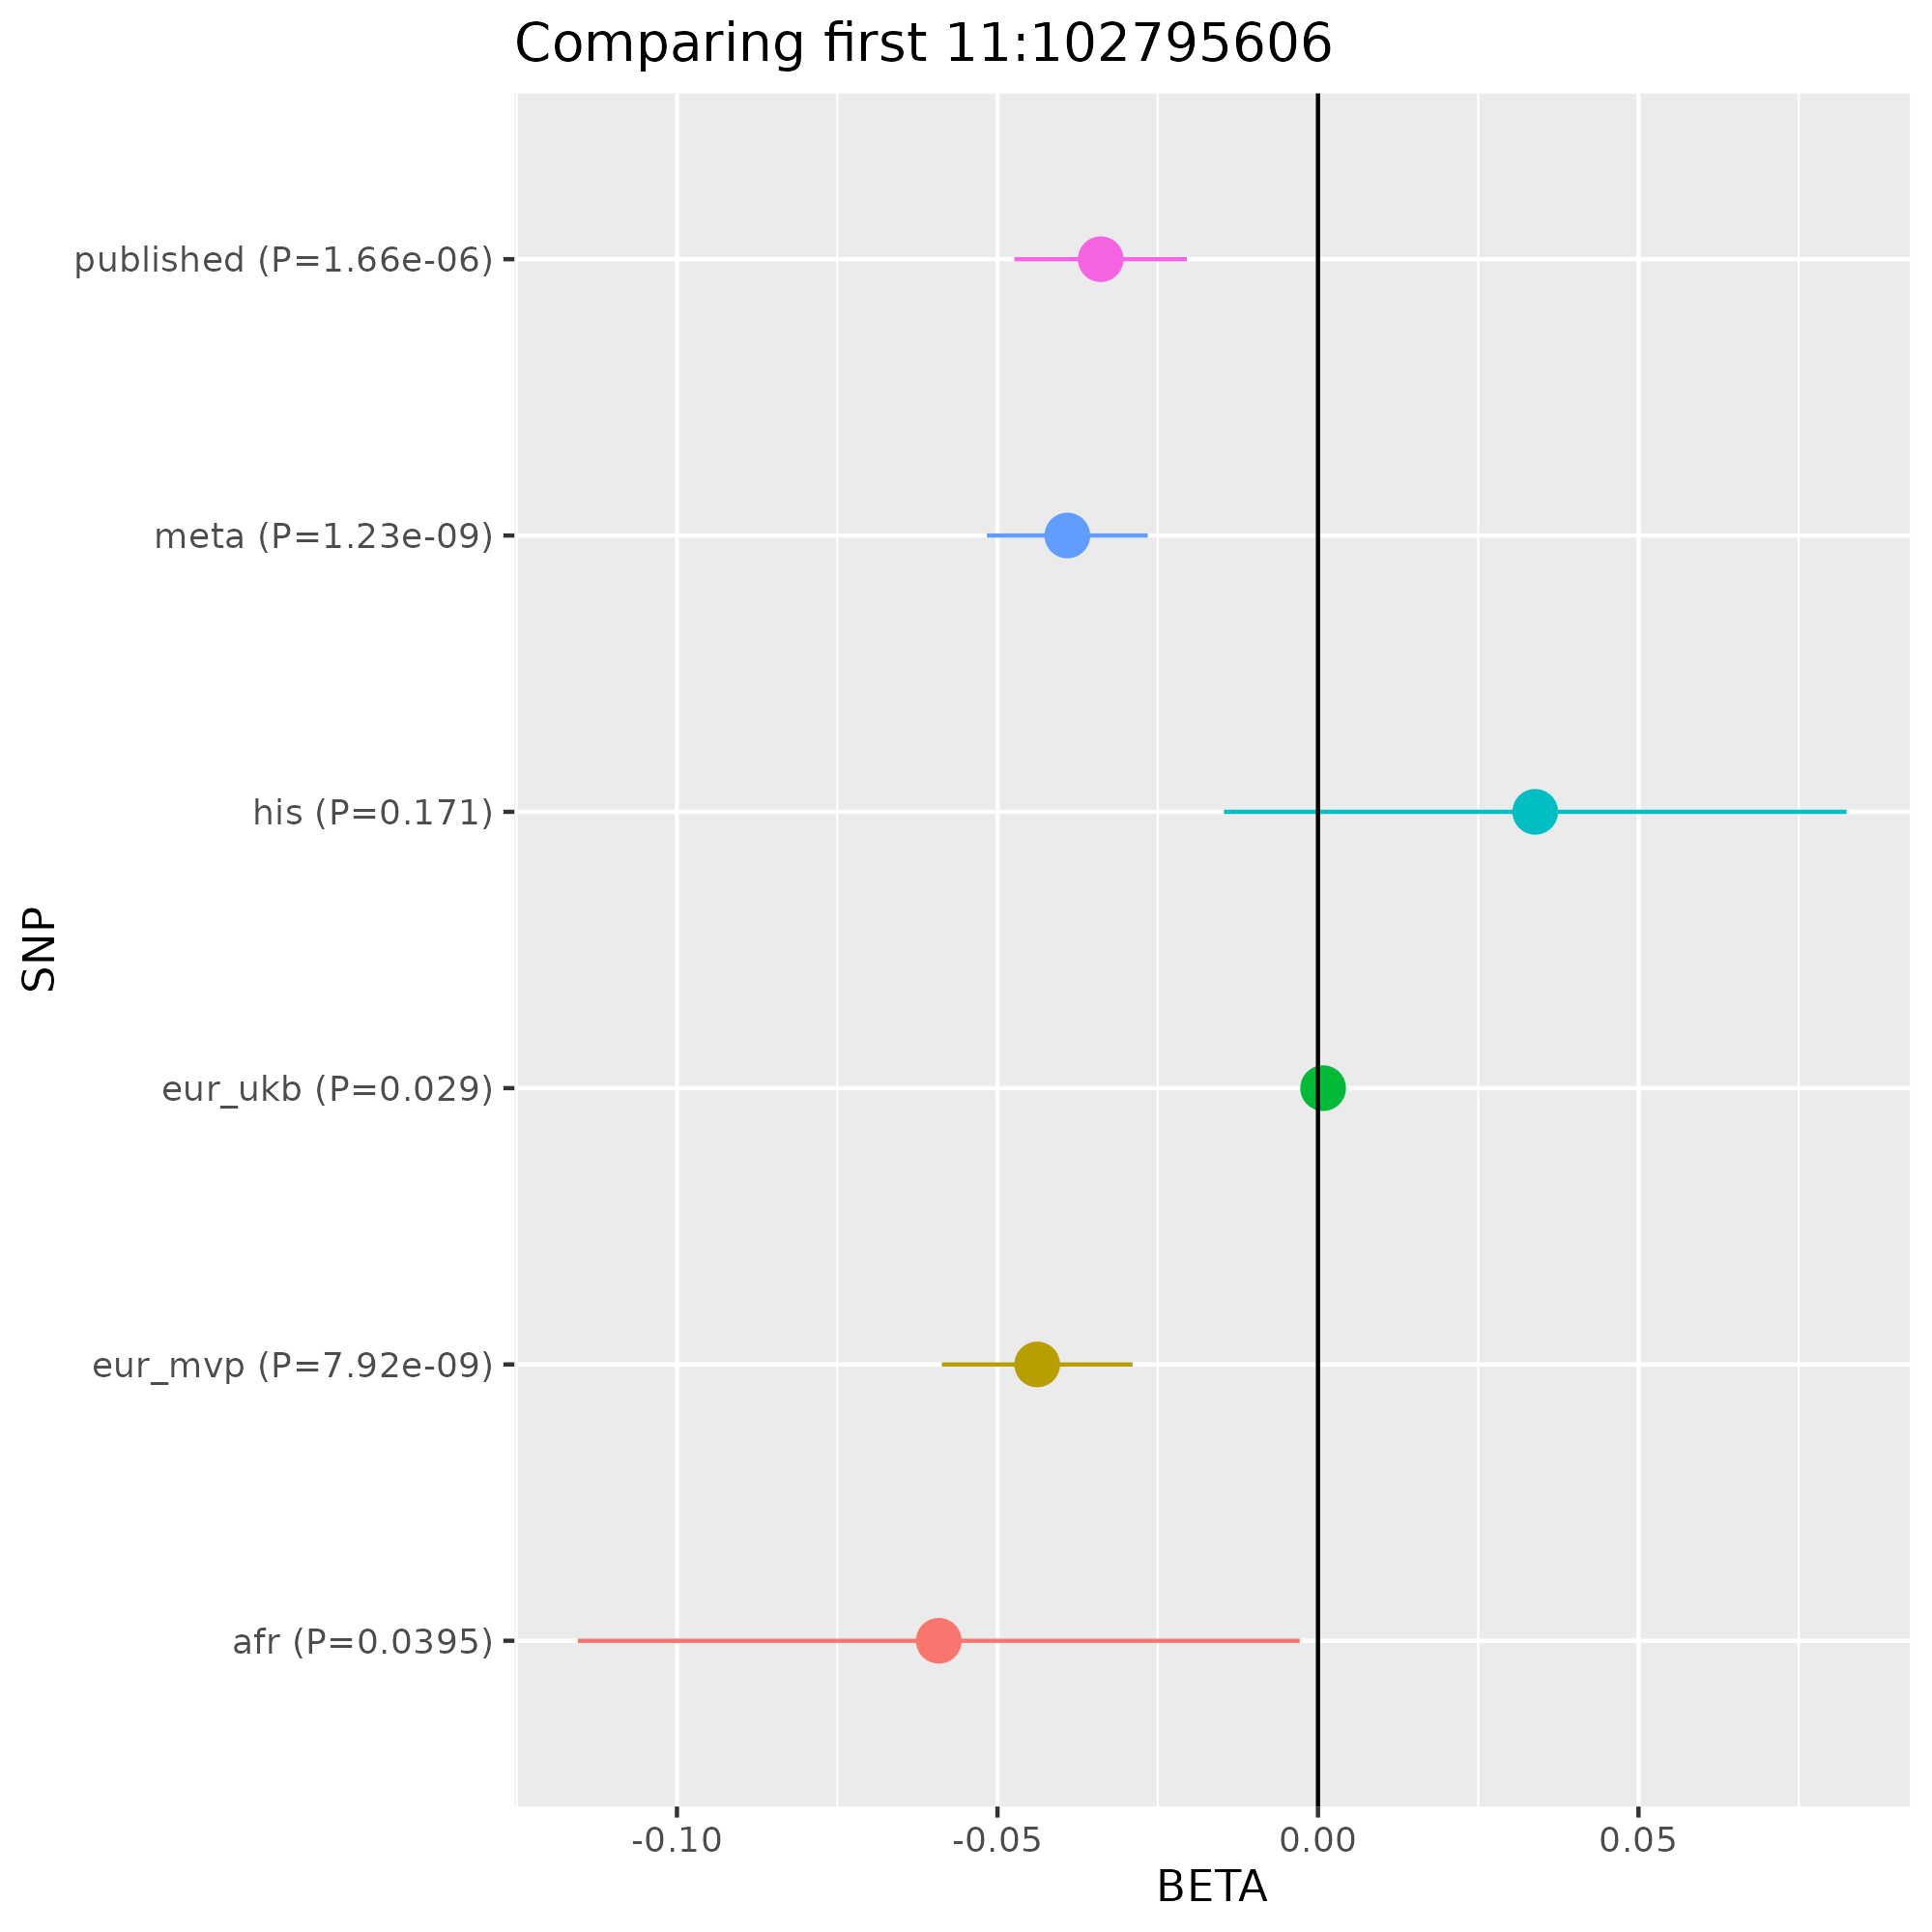 Comparing first 11:102795606
published (P=1.66e-06)
meta (P=1.23e-09)
his (P=0.171)
SNP
eur_ukb (P=0.029)
eur_mvp (P=7.92e-09)
afr (P=0.0395)
-0.10 -0.05 0.00 0.05
BETA